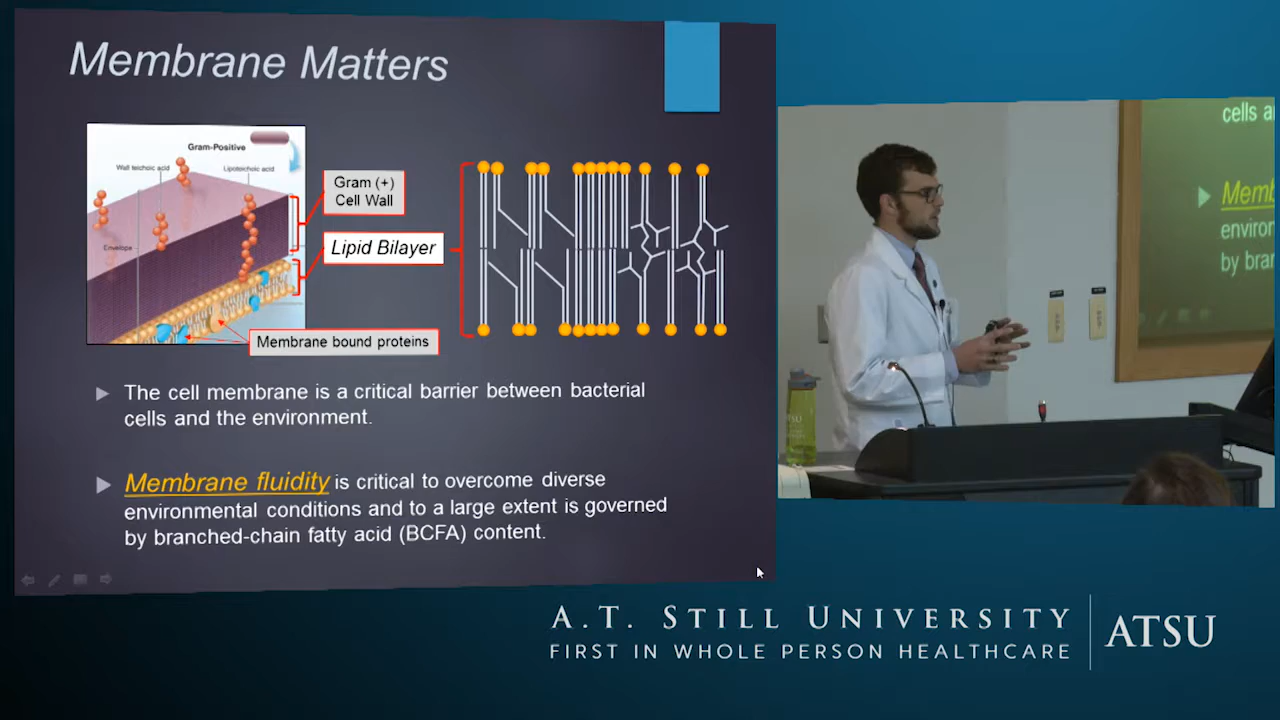 Membrane Matters
Gram-Positive
Wall teichoic acid
Lipoteichoic acid
Envelope
Gram (+)
Cell Wall
Lipid Bilayer
Membrane bound proteins
The cell membrane is a critical barrier between bacterial
cells and the environment.
Membrane fluidity is critical to overcome diverse
environmental conditions and to a large extent is governed
by branched-chain fatty acid (BCFA) content.
cells a
Memb
environ
by bran
A.T. STILL UNIVERSITY
FIRST IN WHOLE PERSON HEALTHCARE
ATSU